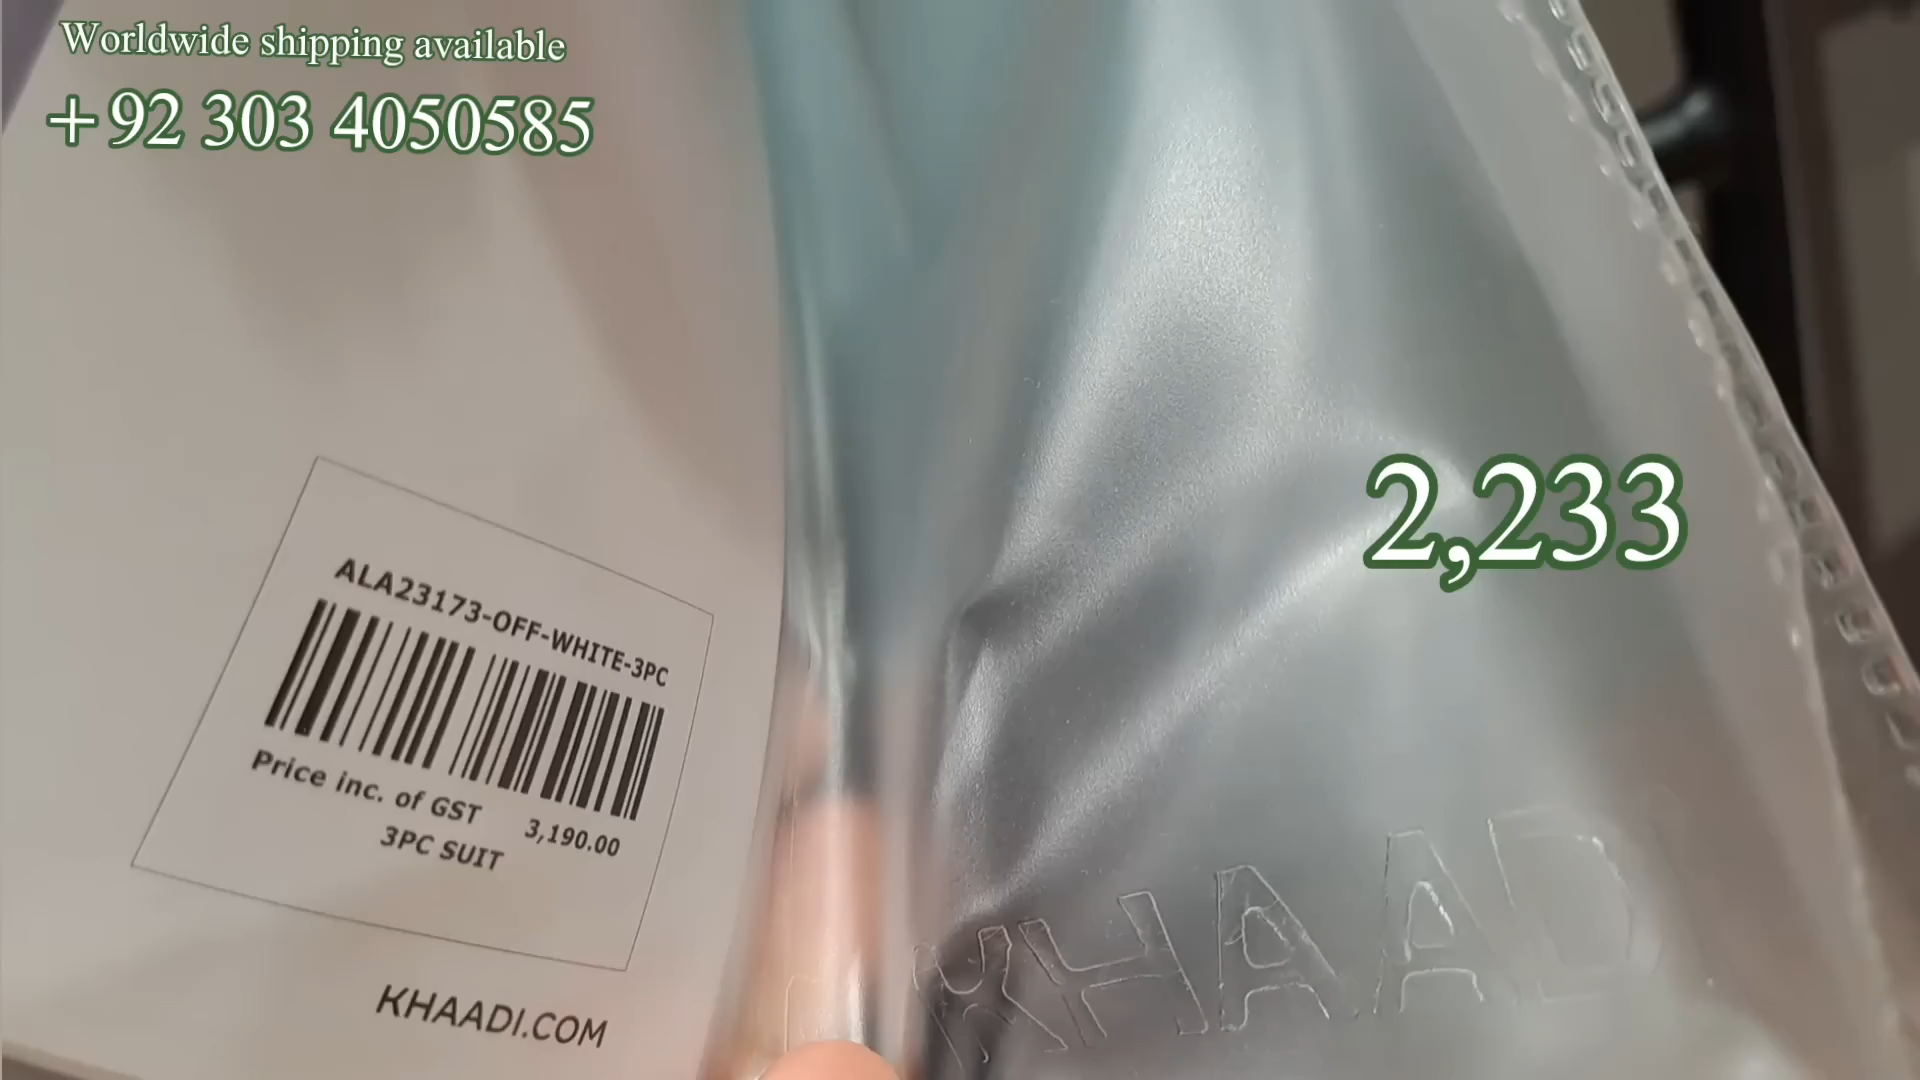 Worldwide shipping available
+92 303 4050585
2,233
ALA23173-OFF-WHITE-3PC
Price inc. of GST 3,190.00
3PC SUIT
KHAADI.COM
KHAADI